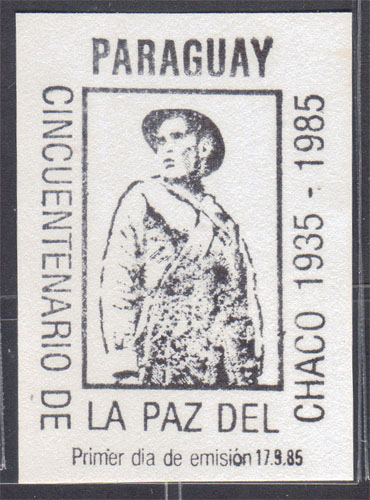 PARAGUAY
CINCUENTENARIO DE
LA PAZ DEL
CHACO 1935 - 1985
Primer dia de emisión 17.9.85